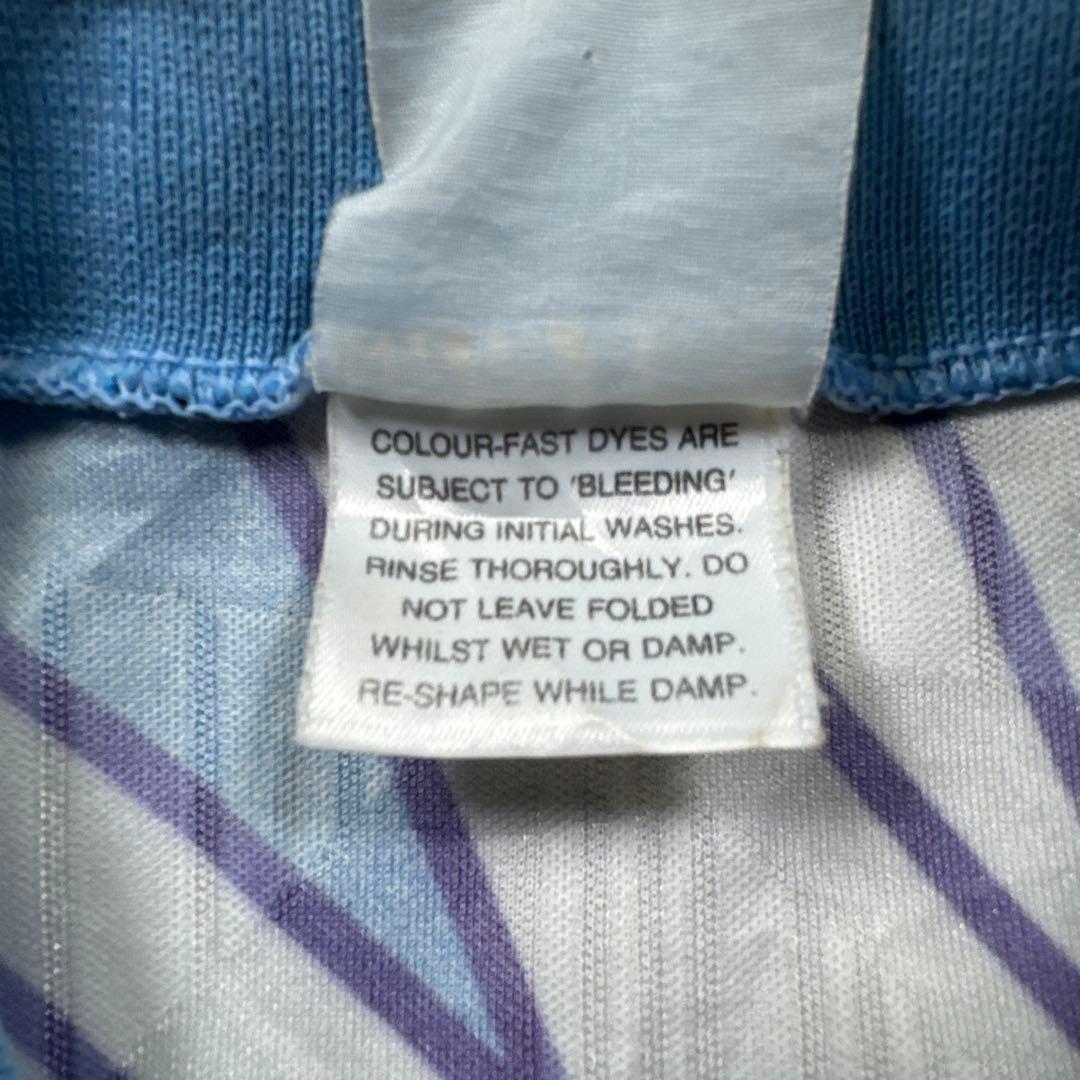 COLOUR-FAST DYES ARE
SUBJECT TO 'BLEEDING'
DURING INITIAL WASHES.
RINSE THOROUGHLY. DO
NOT LEAVE FOLDED
WHILST WET OR DAMP.
RE-SHAPE WHILE DAMP.